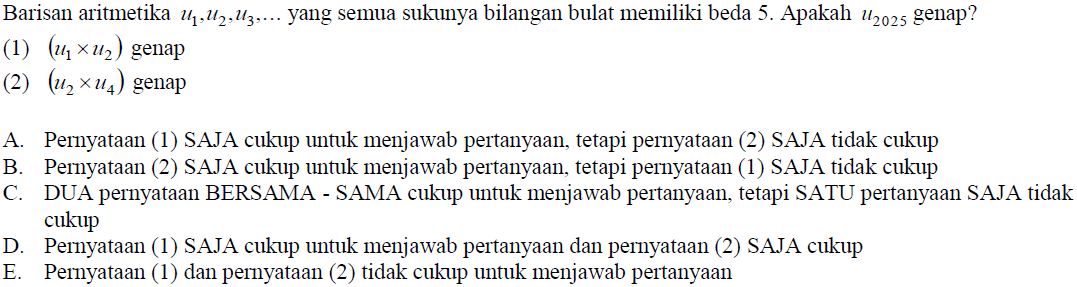 Barisan aritmetika u₁,u₂,u₃,… yang semua sukunya bilangan bulat memiliki beda 5. Apakah u₂₀₂₅ genap?
(1) (u₁ × u₂) genap
(2) (u₂ × u₄) genap
A. Pernyataan (1) SAJA cukup untuk menjawab pertanyaan, tetapi pernyataan (2) SAJA tidak cukup
B. Pernyataan (2) SAJA cukup untuk menjawab pertanyaan, tetapi pernyataan (1) SAJA tidak cukup
C. DUA pernyataan BERSAMA - SAMA cukup untuk menjawab pertanyaan, tetapi SATU pertanyaan SAJA tidak
cukup
D. Pernyataan (1) SAJA cukup untuk menjawab pertanyaan dan pernyataan (2) SAJA cukup
E. Pernyataan (1) dan pernyataan (2) tidak cukup untuk menjawab pertanyaan